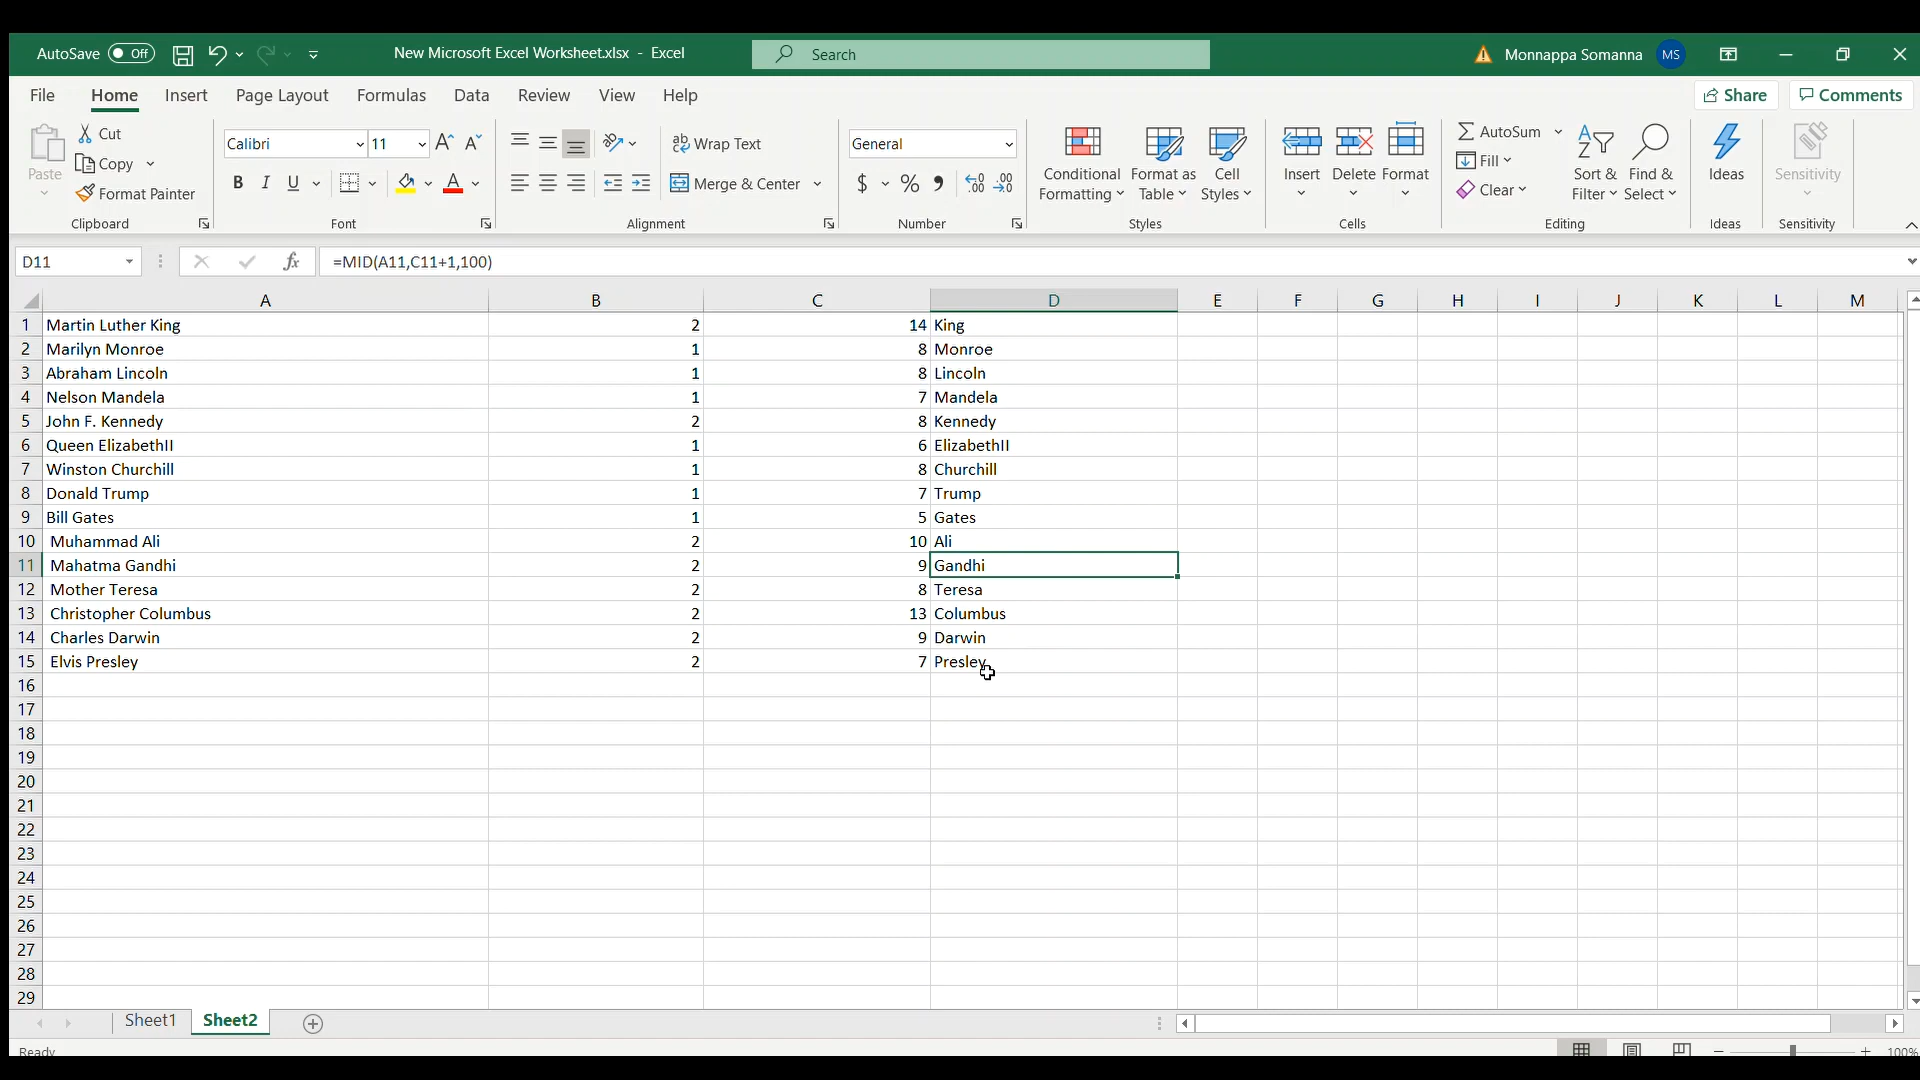 AutoSave Off New Microsoft Excel Worksheet.xlsx - Excel Search Monnappa Somanna MS
File Home Insert Page Layout Formulas Data Review View Help Share Comments
Paste Cut Copy Format Painter Clipboard
Calibri 11 B I U A Font
ab Wrap Text Merge & Center Alignment
General $ % , Number
Conditional Formatting Format as Table Cell Styles Styles
Insert Delete Format Cells
AutoSum Fill Clear Sort & Filter Find & Select Editing
Ideas Ideas
Sensitivity Sensitivity
D11 fx =MID(A11,C11+1,100)
A B C D E F G H I J K L M
1 Martin Luther King 2 14 King
2 Marilyn Monroe 1 8 Monroe
3 Abraham Lincoln 1 8 Lincoln
4 Nelson Mandela 1 7 Mandela
5 John F. Kennedy 2 8 Kennedy
6 Queen ElizabethII 1 6 ElizabethII
7 Winston Churchill 1 8 Churchill
8 Donald Trump 1 7 Trump
9 Bill Gates 1 5 Gates
10 Muhammad Ali 2 10 Ali
11 Mahatma Gandhi 2 9 Gandhi
12 Mother Teresa 2 8 Teresa
13 Christopher Columbus 2 13 Columbus
14 Charles Darwin 2 9 Darwin
15 Elvis Presley 2 7 Presley
16
17
18
19
20
21
22
23
24
25
26
27
28
29
Sheet1 Sheet2
Ready 100%